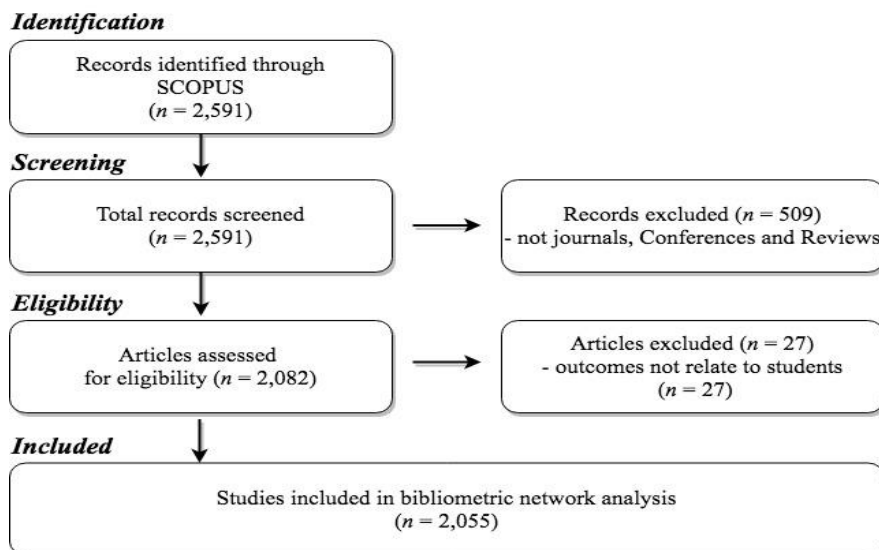 Identification
Records identified through
SCOPUS
(n = 2,591)
Screening
Total records screened
(n = 2,591)
Records excluded (n = 509)
- not journals, Conferences and Reviews
Eligibility
Articles assessed
for eligibility (n = 2,082)
Articles excluded (n = 27)
- outcomes not relate to students
(n = 27)
Included
Studies included in bibliometric network analysis
(n = 2,055)